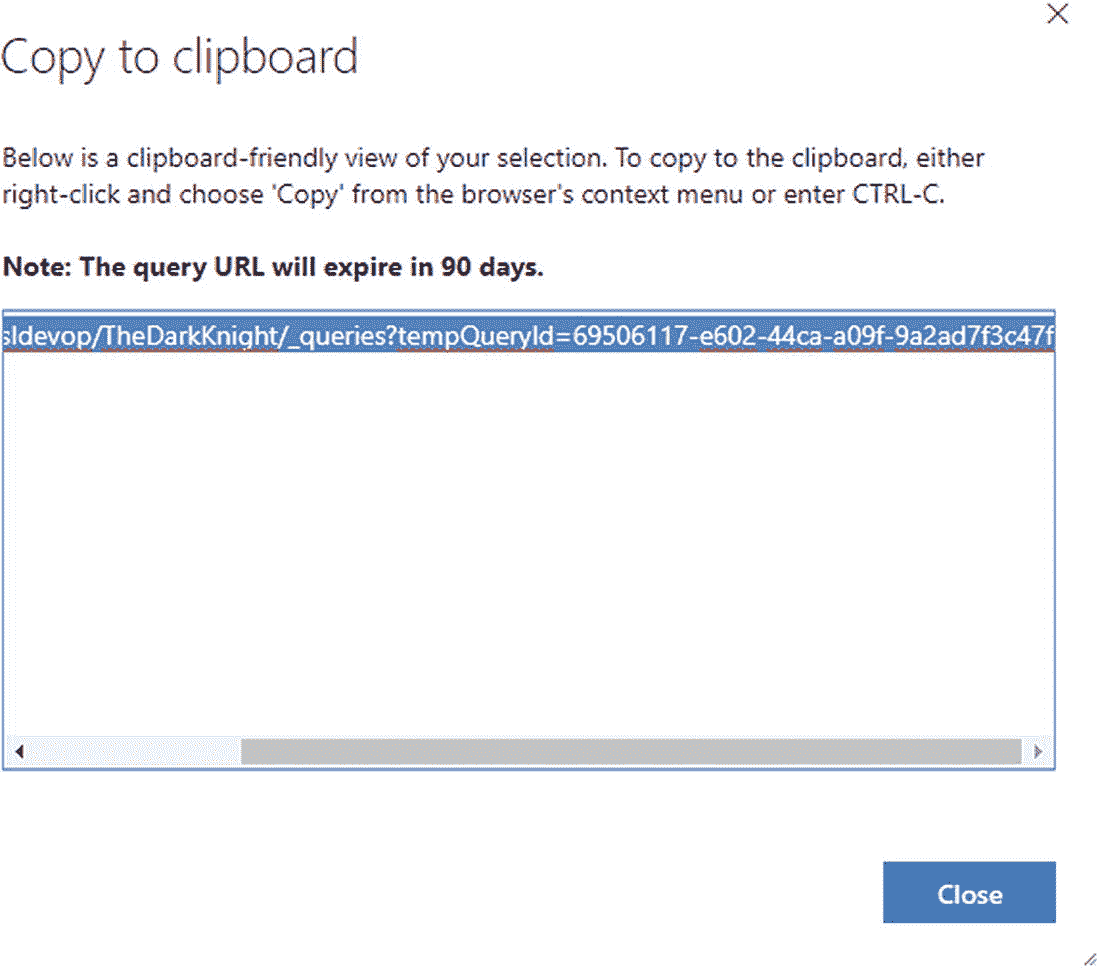 Copy to clipboard
Below is a clipboard-friendly view of your selection. To copy to the clipboard, either
right-click and choose 'Copy' from the browser's context menu or enter CTRL-C.
Note: The query URL will expire in 90 days.
sldevop/TheDarkKnight/_queries?tempQueryId=69506117-e602-44ca-a09f-9a2ad7f3c47f
Close